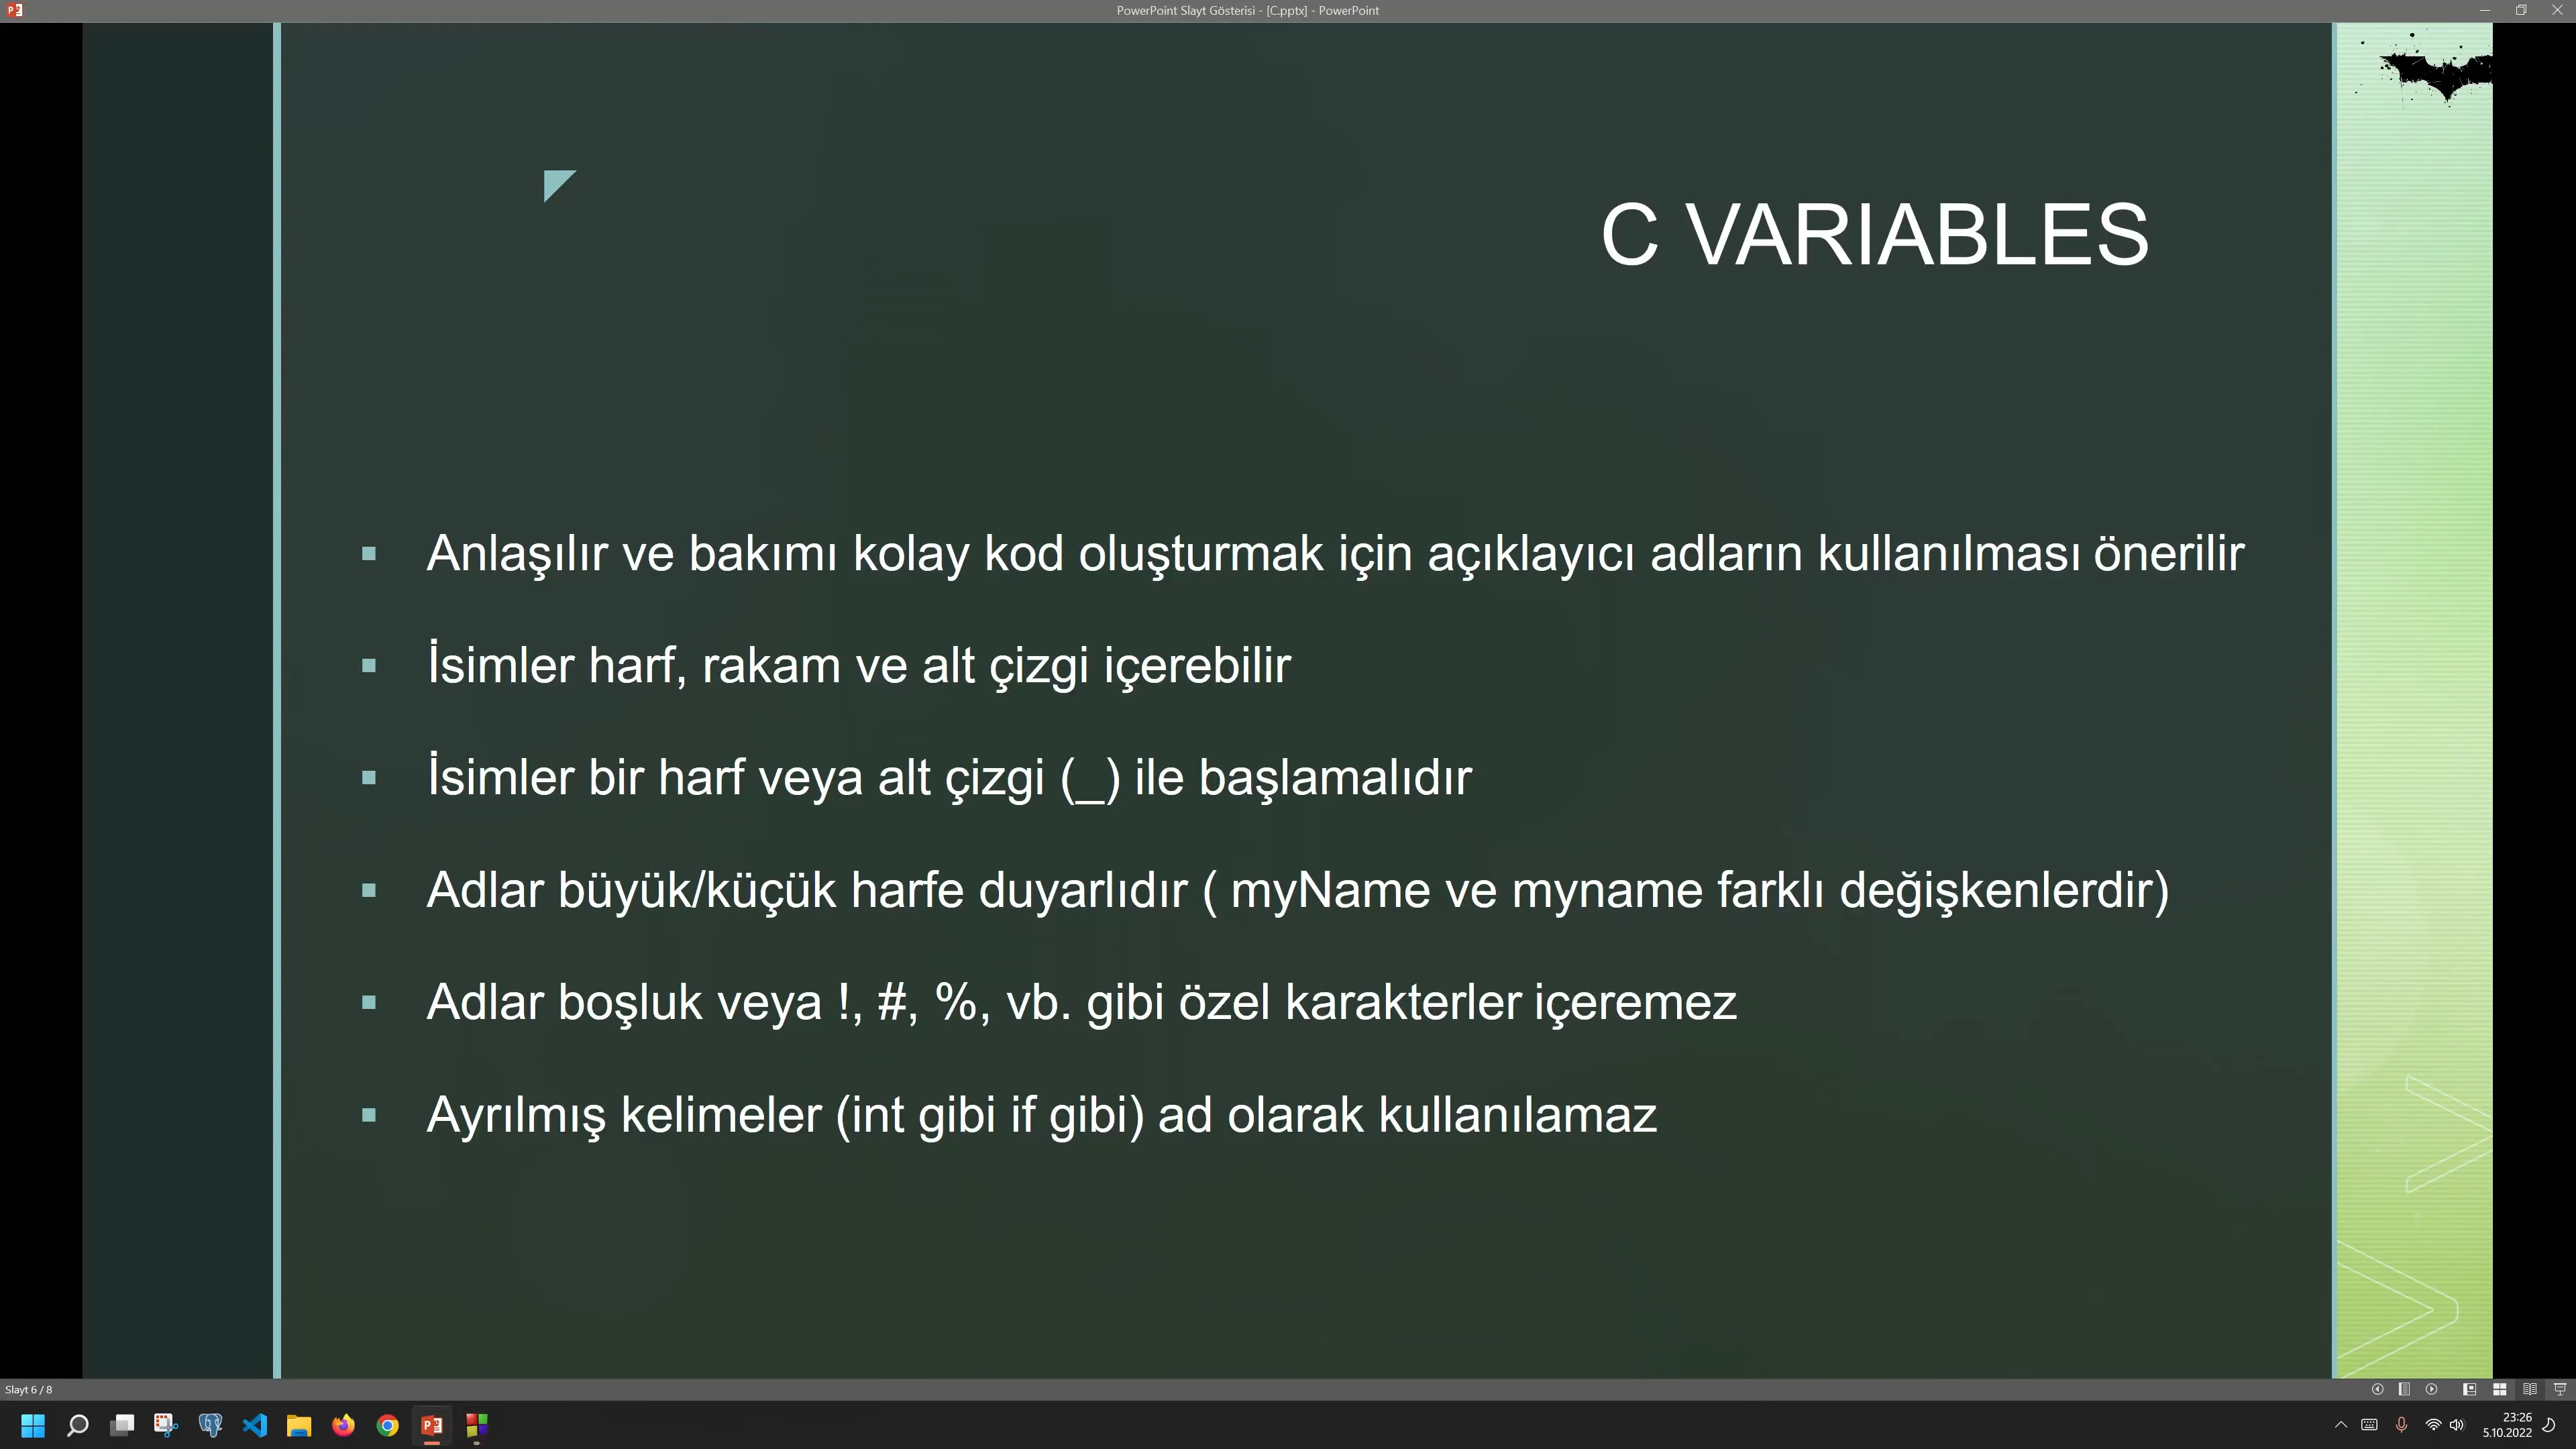 PowerPoint Slayt Gösterisi - [C.pptx] - PowerPoint
C VARIABLES
Anlaşılır ve bakımı kolay kod oluşturmak için açıklayıcı adların kullanılması önerilir
İsimler harf, rakam ve alt çizgi içerebilir
İsimler bir harf veya alt çizgi (_) ile başlamalıdır
Adlar büyük/küçük harfe duyarlıdır ( myName ve myname farklı değişkenlerdir)
Adlar boşluk veya !, #, %, vb. gibi özel karakterler içeremez
Ayrılmış kelimeler (int gibi if gibi) ad olarak kullanılamaz
Slayt 6 / 8
23:26
5.10.2022